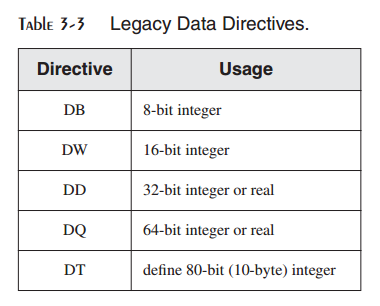 TABLE 3-3 Legacy Data Directives.
Directive Usage
DB 8-bit integer
DW 16-bit integer
DD 32-bit integer or real
DQ 64-bit integer or real
DT define 80-bit (10-byte) integer